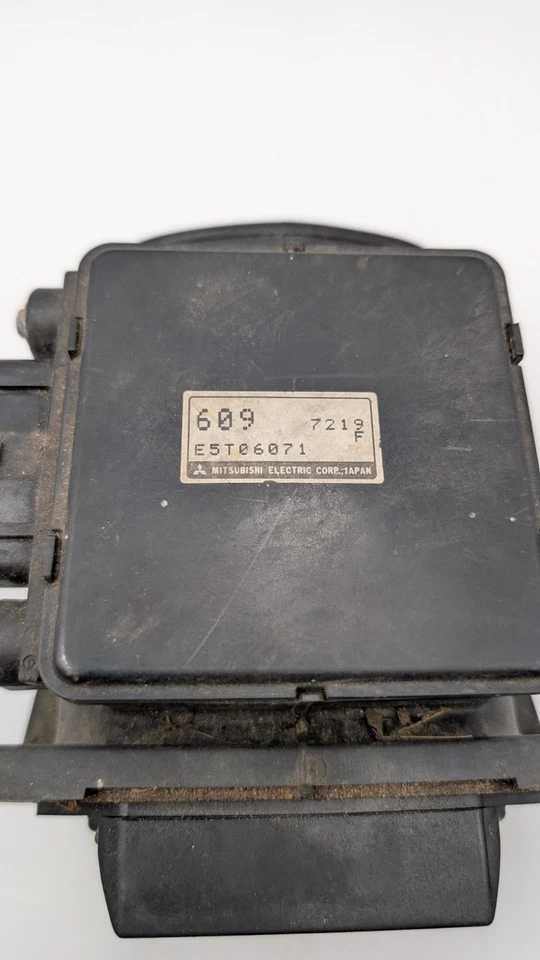 609 7219
E5T06071 F
MITSUBISHI ELECTRIC CORP., JAPAN